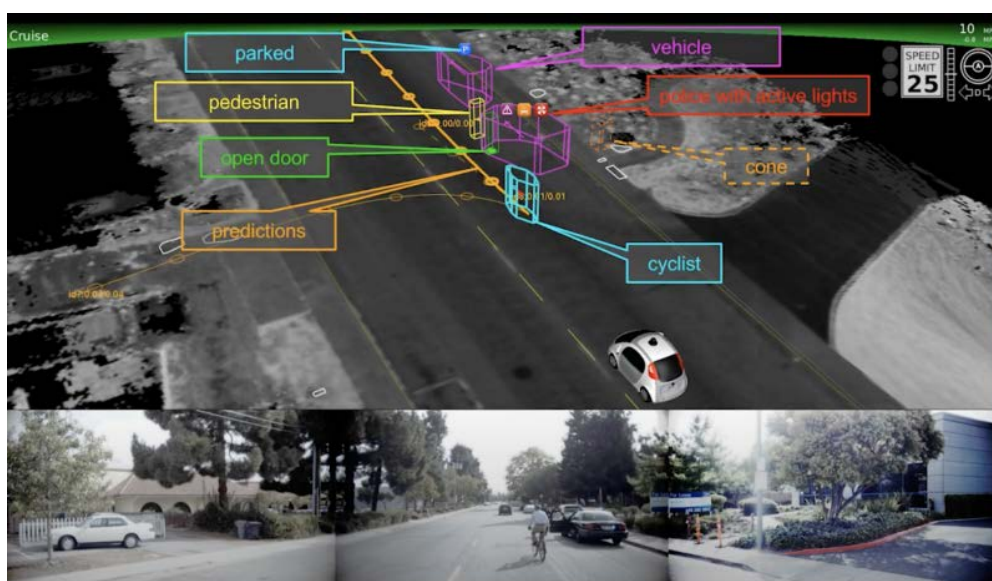 Cruise
10
parked
vehicle
SPEED
LIMIT
25
A
D
pedestrian
police with active lights
open door
cone
predictions
cyclist